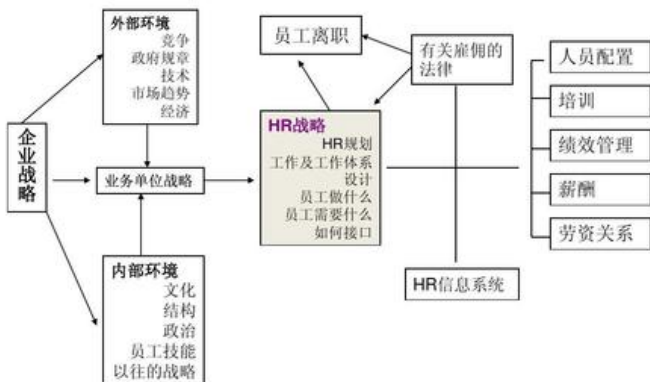 外部环境
竞争
政府规章
技术
市场趋势
经济
企业战略
业务单位战略
内部环境
文化
结构
政治
员工技能
以往的战略
员工离职
有关雇佣的
法律
HR战略
HR规划
工作及工作体系
设计
员工做什么
员工需要什么
如何接口
HR信息系统
人员配置
培训
绩效管理
薪酬
劳资关系